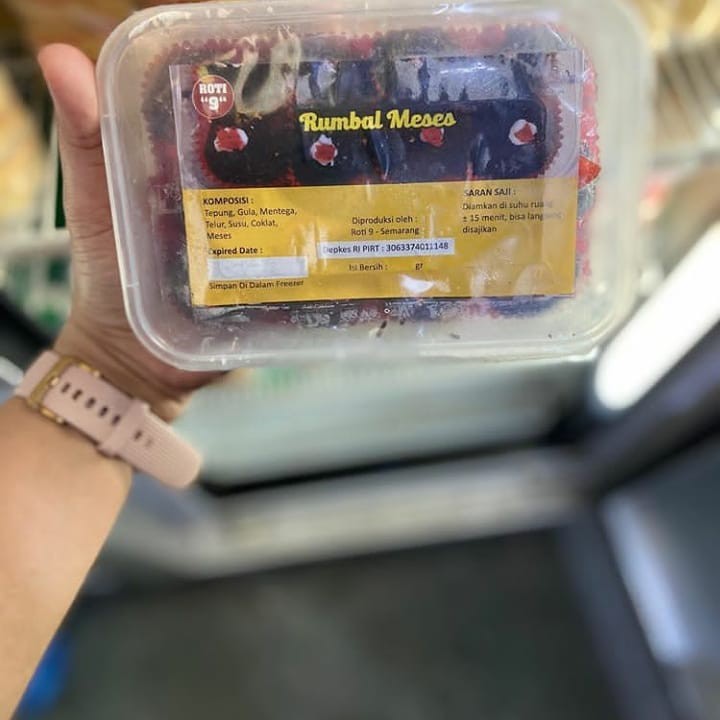 ROTI
"9"
Rumbal Meses
KOMPOSISI :
Tepung, Gula, Mentega,
Telur, Susu, Coklat,
Meses
Expired Date :
Simpan Di Dalam Freezer
Diproduksi oleh :
Roti 9 - Semarang
Depkes RI PIRT : 3063374011148
Isi Bersih : gr
SARAN SAJI :
Diamkan di suhu ruang
± 15 menit, bisa langsung
disajikan